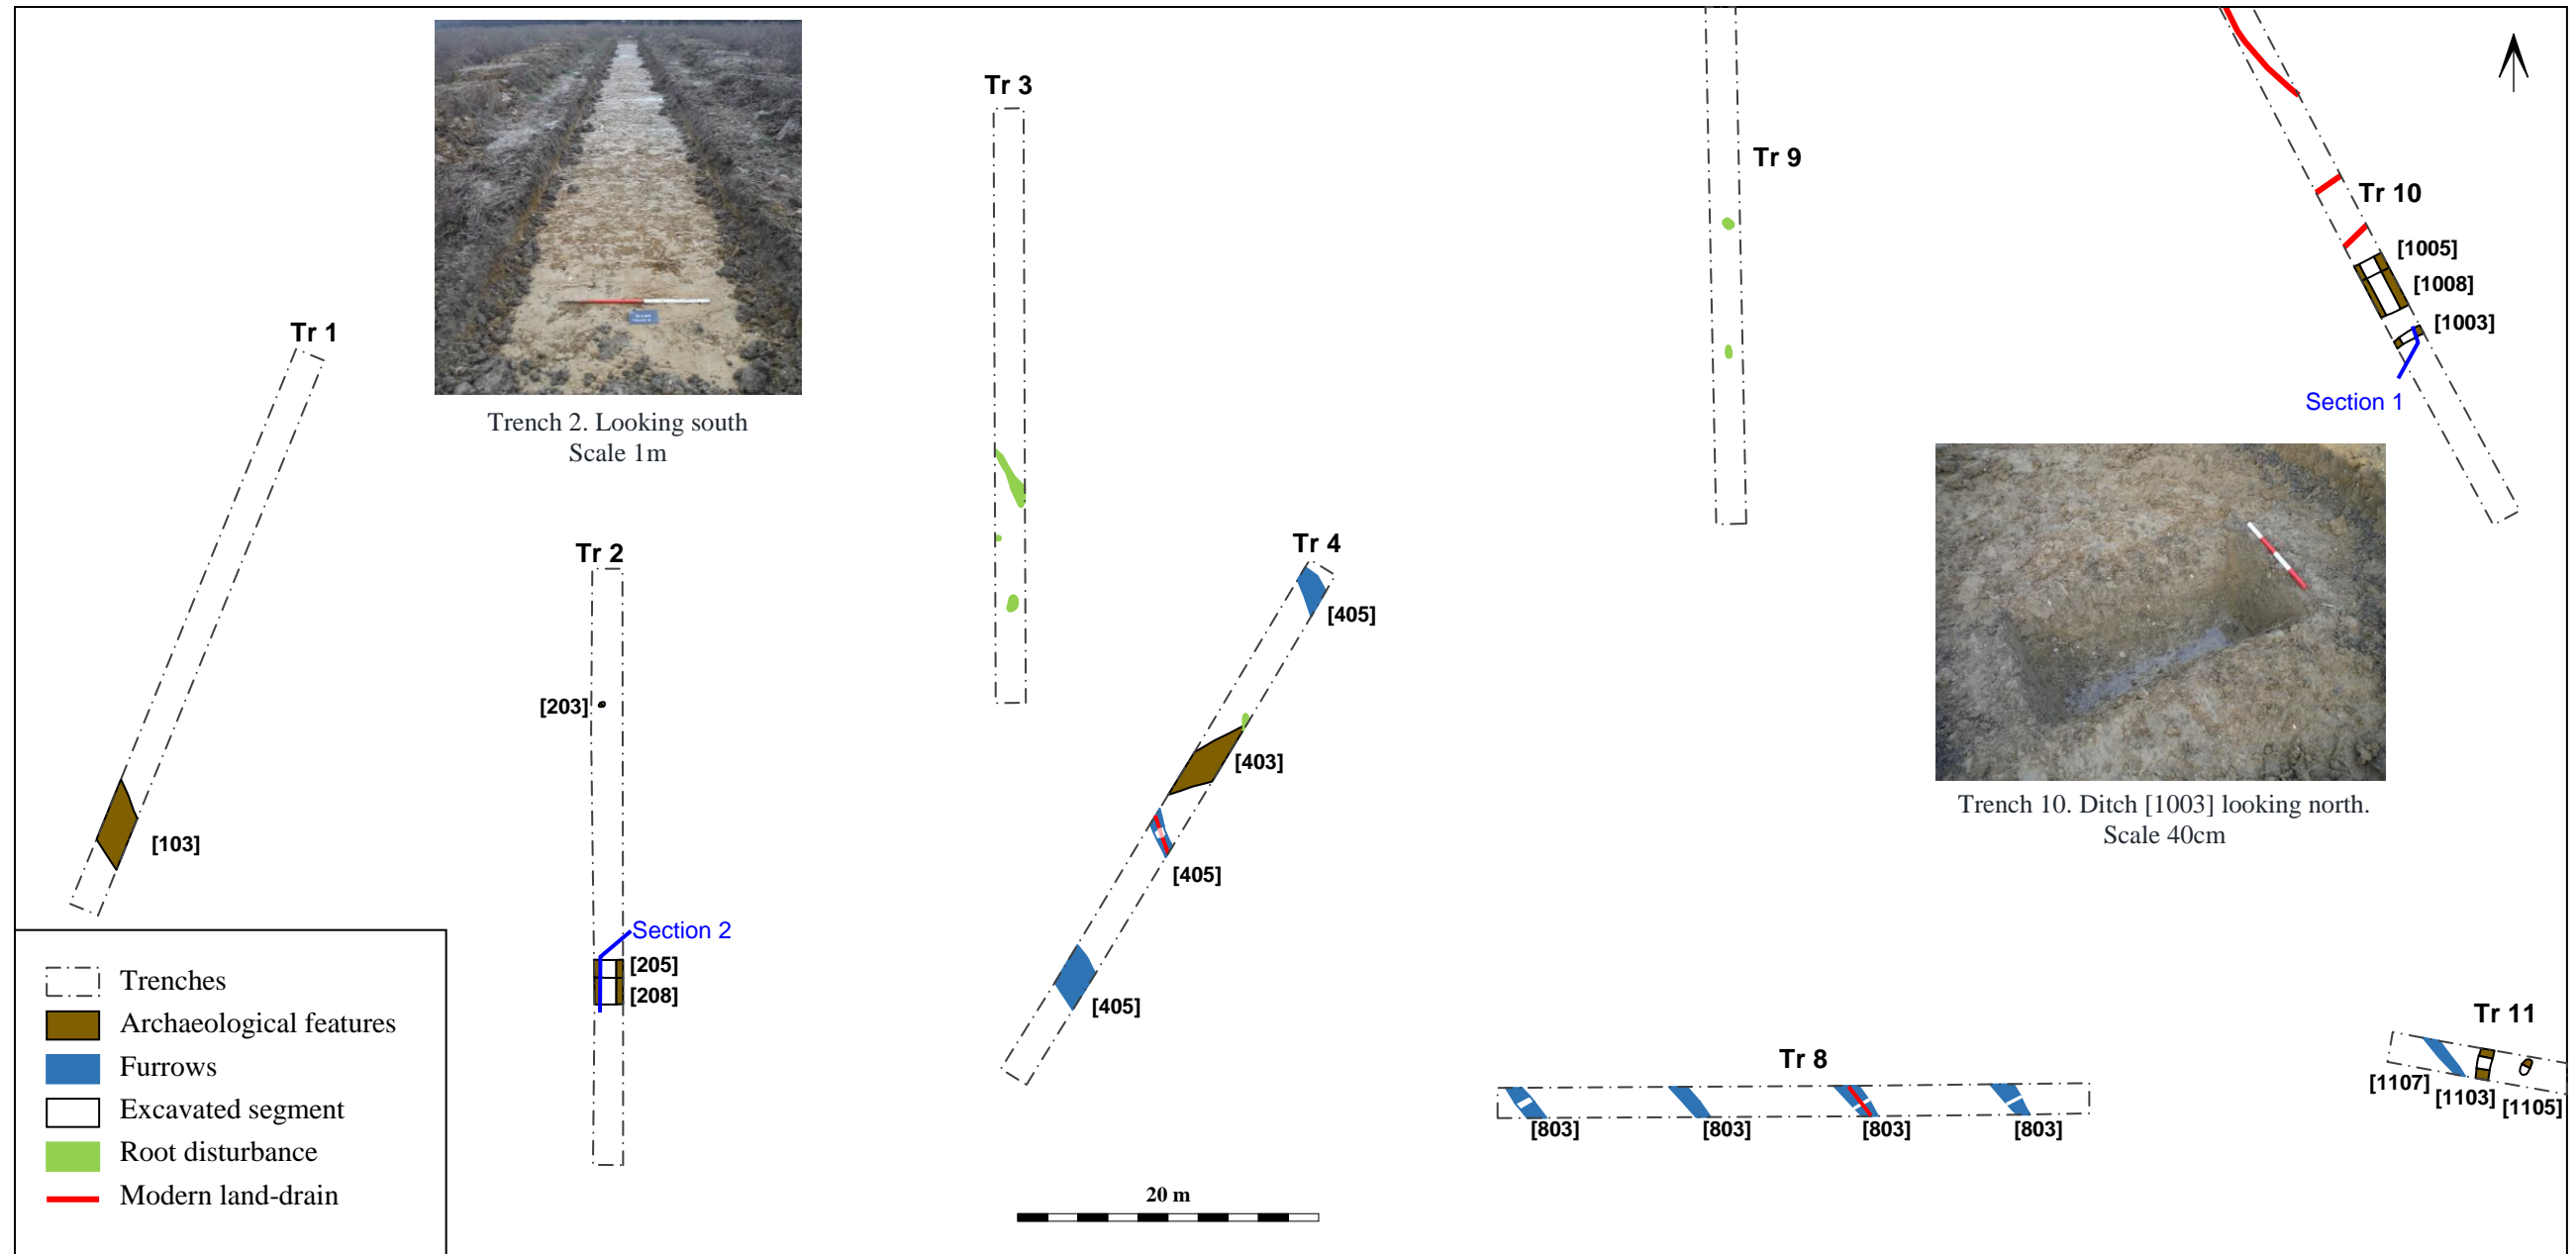 Tr 3
Tr 9
Tr 10
[1005]
[1008]
[1003]
Section 1
Tr 1
Trench 2. Looking south
Scale 1m
Tr 2
[203]
Section 2
[205]
[208]
[103]
Tr 4
[405]
[403]
[405]
[405]
Trench 10. Ditch [1003] looking north.
Scale 40cm
Tr 8
[803]
[803]
[803]
[803]
Tr 11
[1107]
[1103]
[1105]
Trenches
Archaeological features
Furrows
Excavated segment
Root disturbance
Modern land-drain
20 m